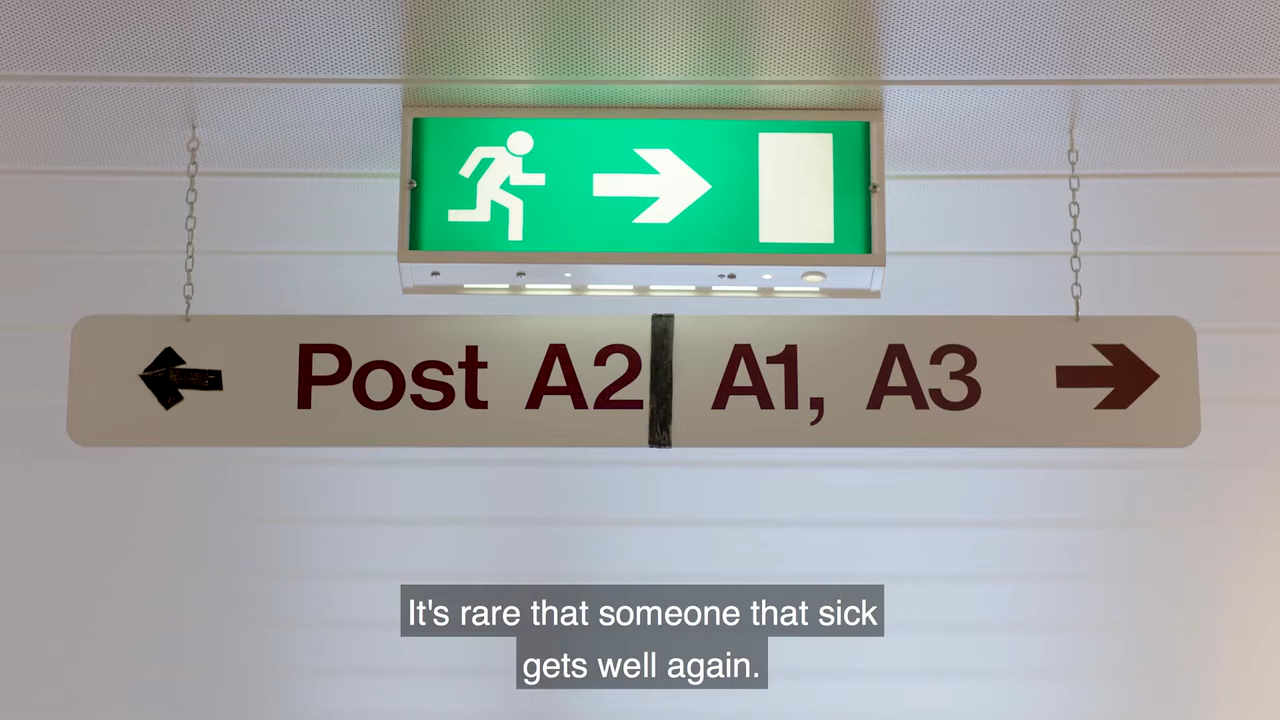 Post A2 A1, A3
It's rare that someone that sick
gets well again.